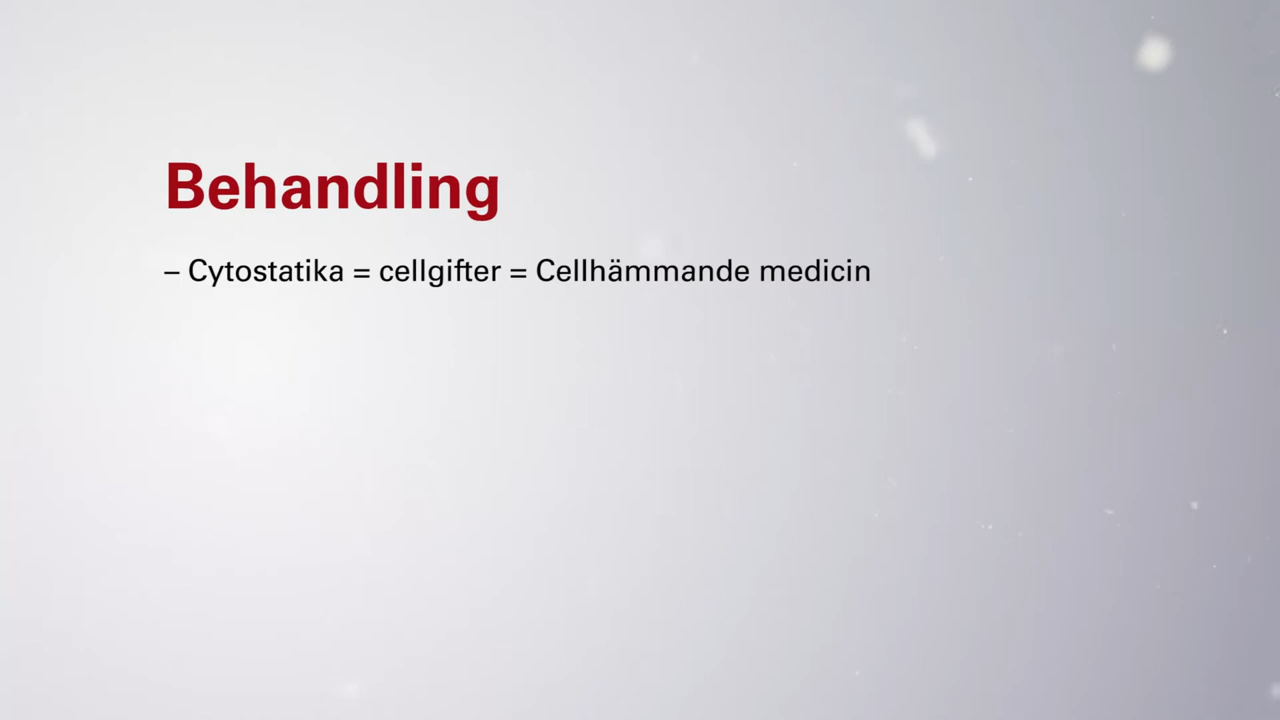 Behandling
– Cytostatika = cellgifter = Cellhämmande medicin